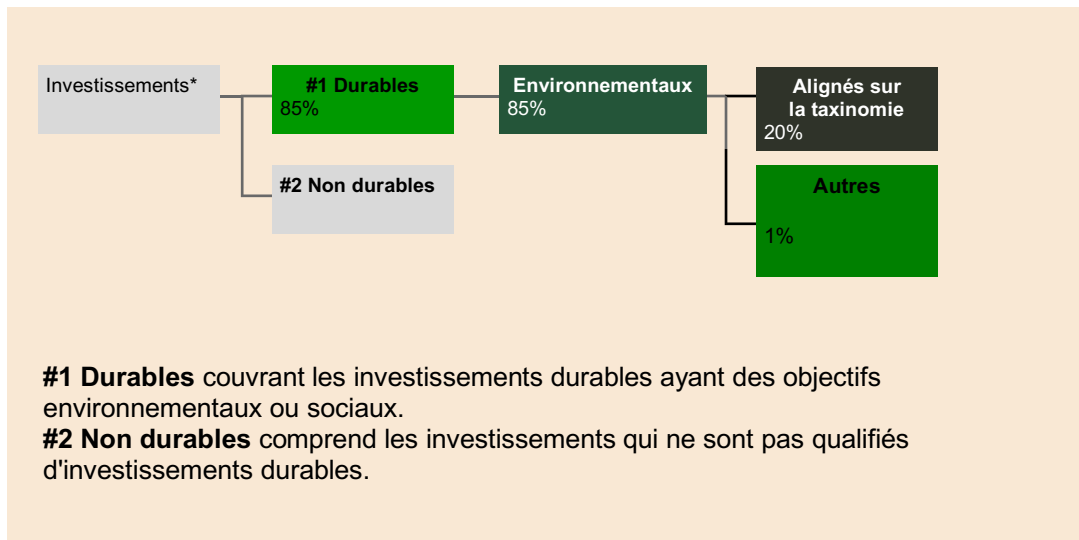 Investissements*
#1 Durables
85%
Environnementaux
85%
Alignés sur
la taxinomie
20%
#2 Non durables
Autres
1%
#1 Durables couvrant les investissements durables ayant des objectifs
environnementaux ou sociaux.
#2 Non durables comprend les investissements qui ne sont pas qualifiés
d'investissements durables.